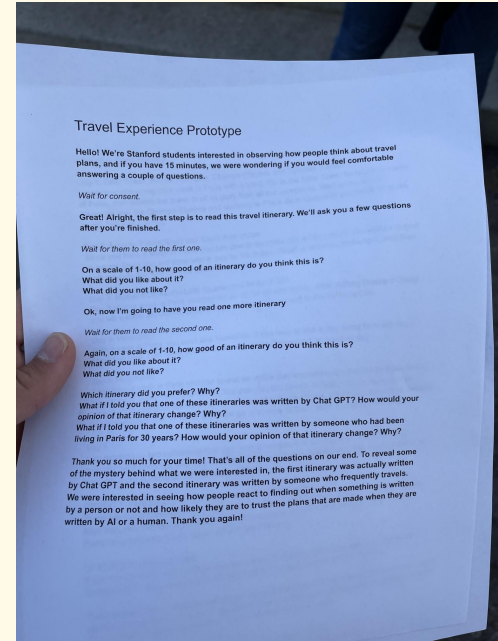 Travel Experience Prototype
Hello! We're Stanford students interested in observing how people think about travel
plans, and if you have 15 minutes, we were wondering if you would feel comfortable
answering a couple of questions.
Wait for consent.
Great! Alright, the first step is to read this travel itinerary. We'll ask you a few questions
after you're finished.
Wait for them to read the first one.
On a scale of 1-10, how good of an itinerary do you think this is?
What did you like about it?
What did you not like?
Ok, now I'm going to have you read one more itinerary
Wait for them to read the second one.
Again, on a scale of 1-10, how good of an itinerary do you think this is?
What did you like about it?
What did you not like?
Which itinerary did you prefer? Why?
What if I told you that one of these itineraries was written by Chat GPT? How would your
opinion of that itinerary change? Why?
What if I told you that one of these itineraries was written by someone who had been
living in Paris for 30 years? How would your opinion of that itinerary change? Why?
Thank you so much for your time! That's all of the questions on our end. To reveal some
of the mystery behind what we were interested in, the first itinerary was actually written
by Chat GPT and the second itinerary was written by someone who frequently travels.
We were interested in seeing how people react to finding out when something is written
by a person or not and how likely they are to trust the plans that are made when they are
written by AI or a human. Thank you again!